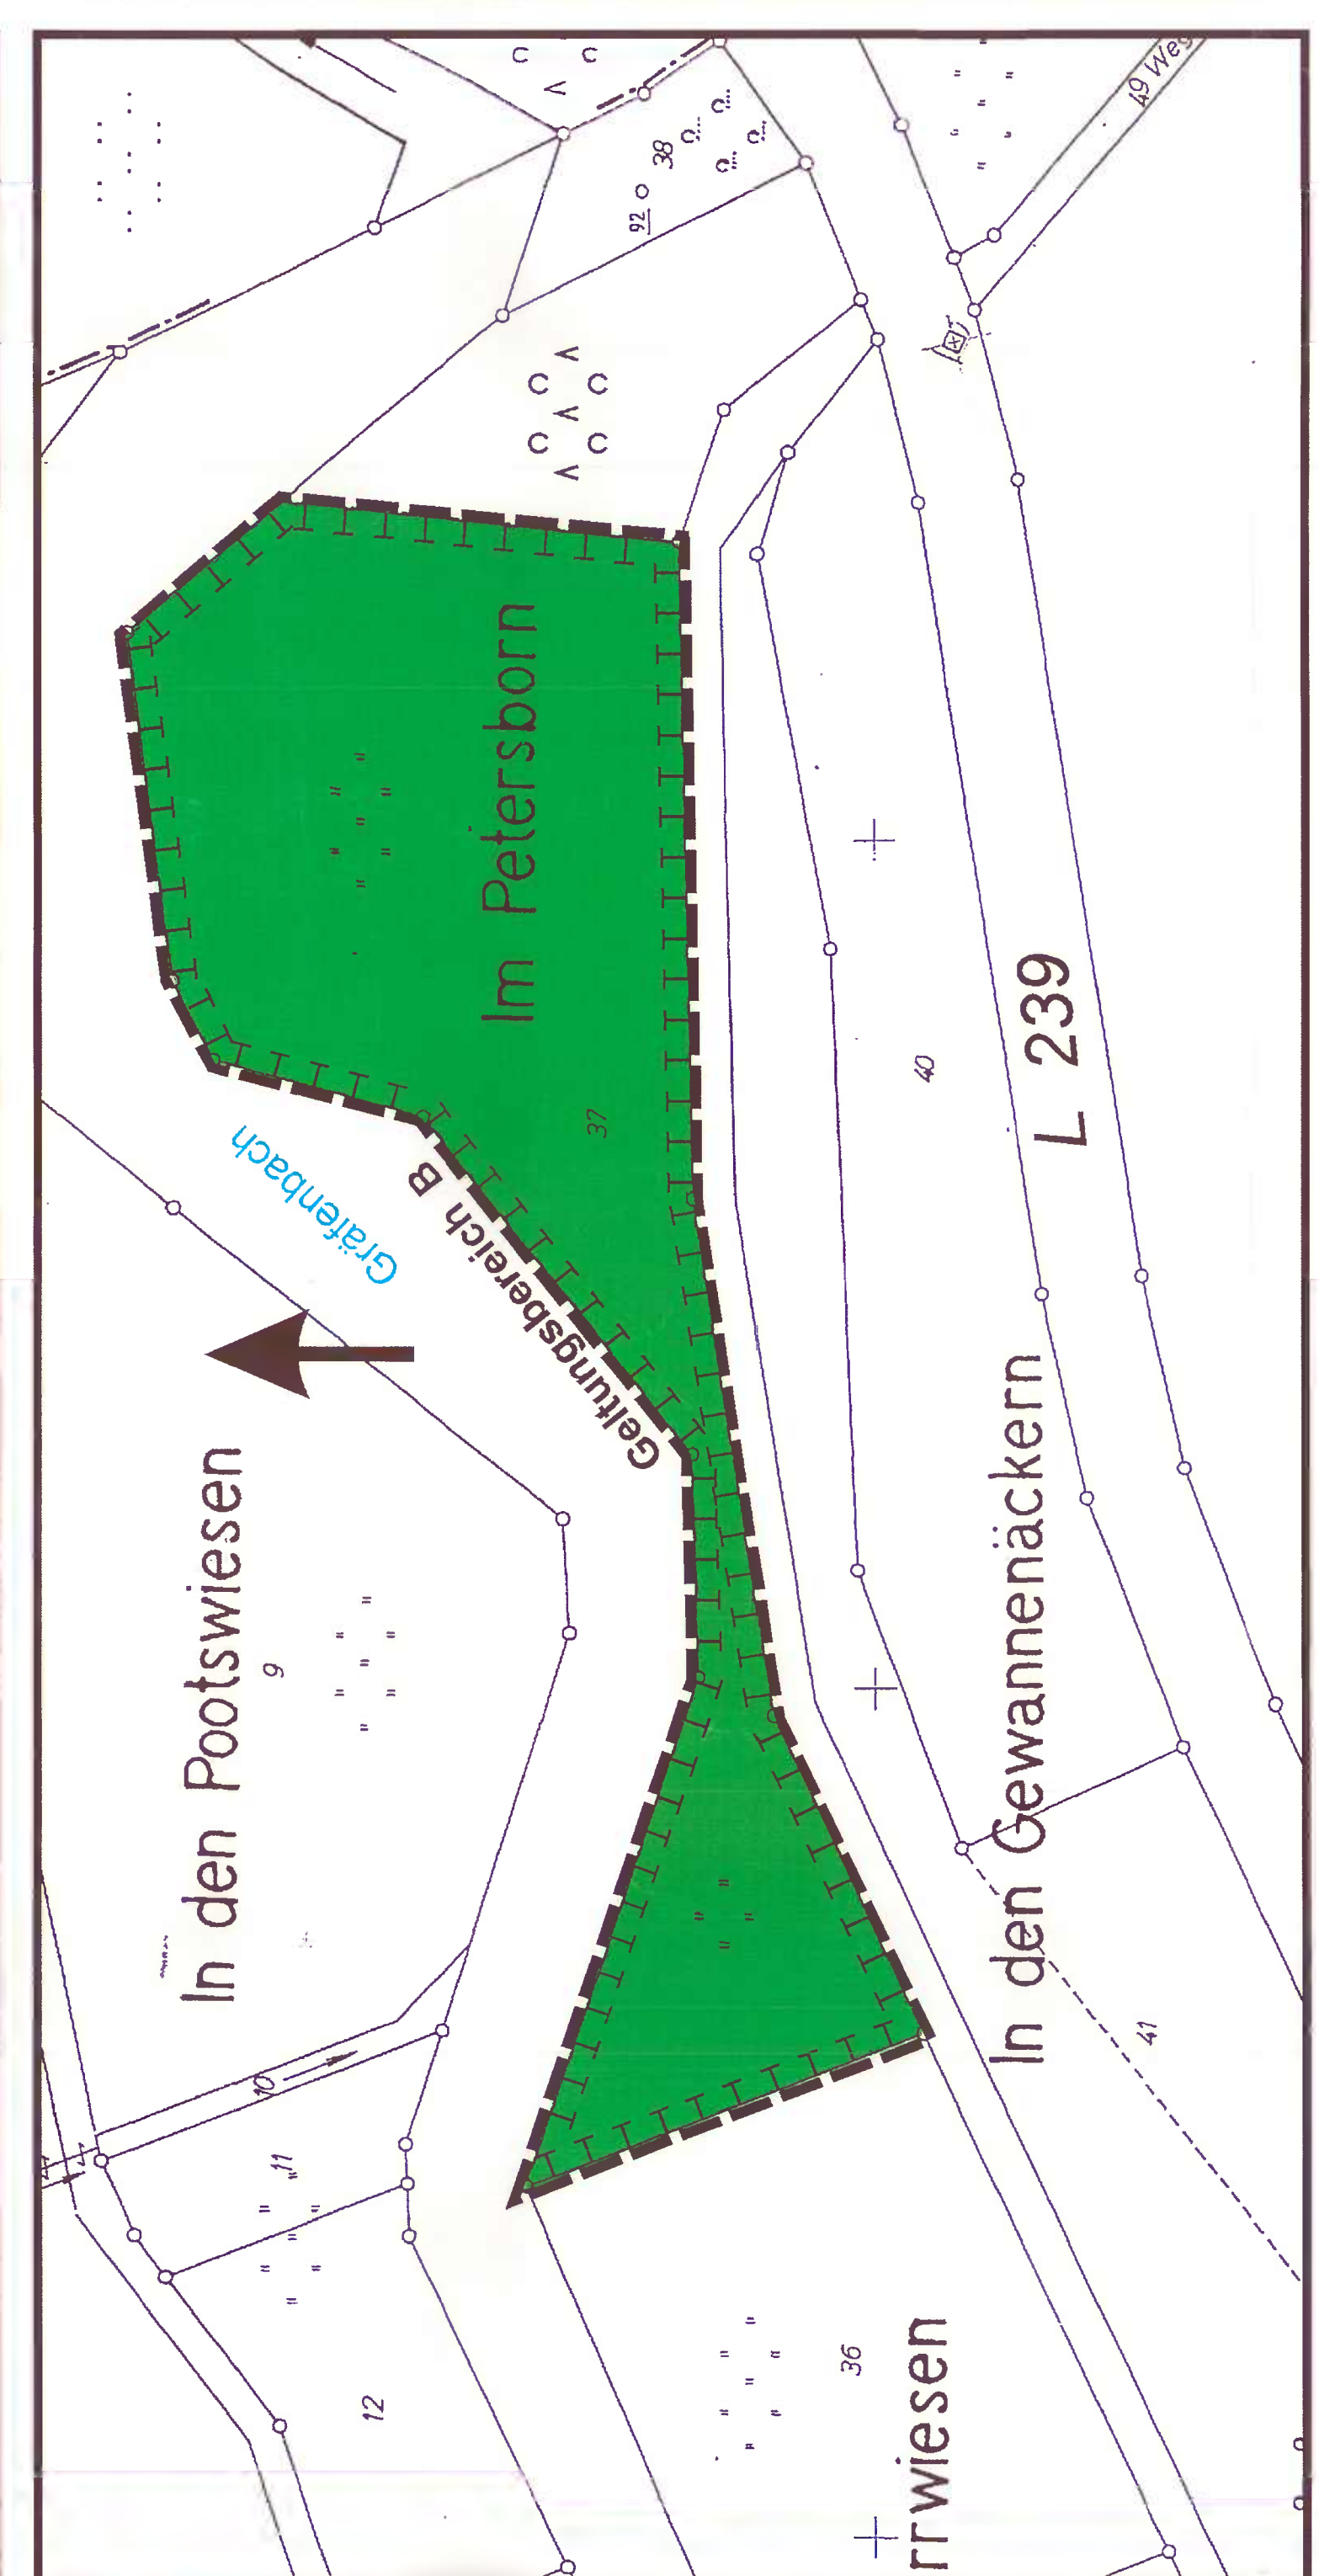 49 Weg
38
92
Im Petersborn
37
Gräfenbach
Geltungsbereich B
L 239
40
In den Pootswiesen
9
In den Gewannenäckern
41
10
11
12
36
rrwiesen